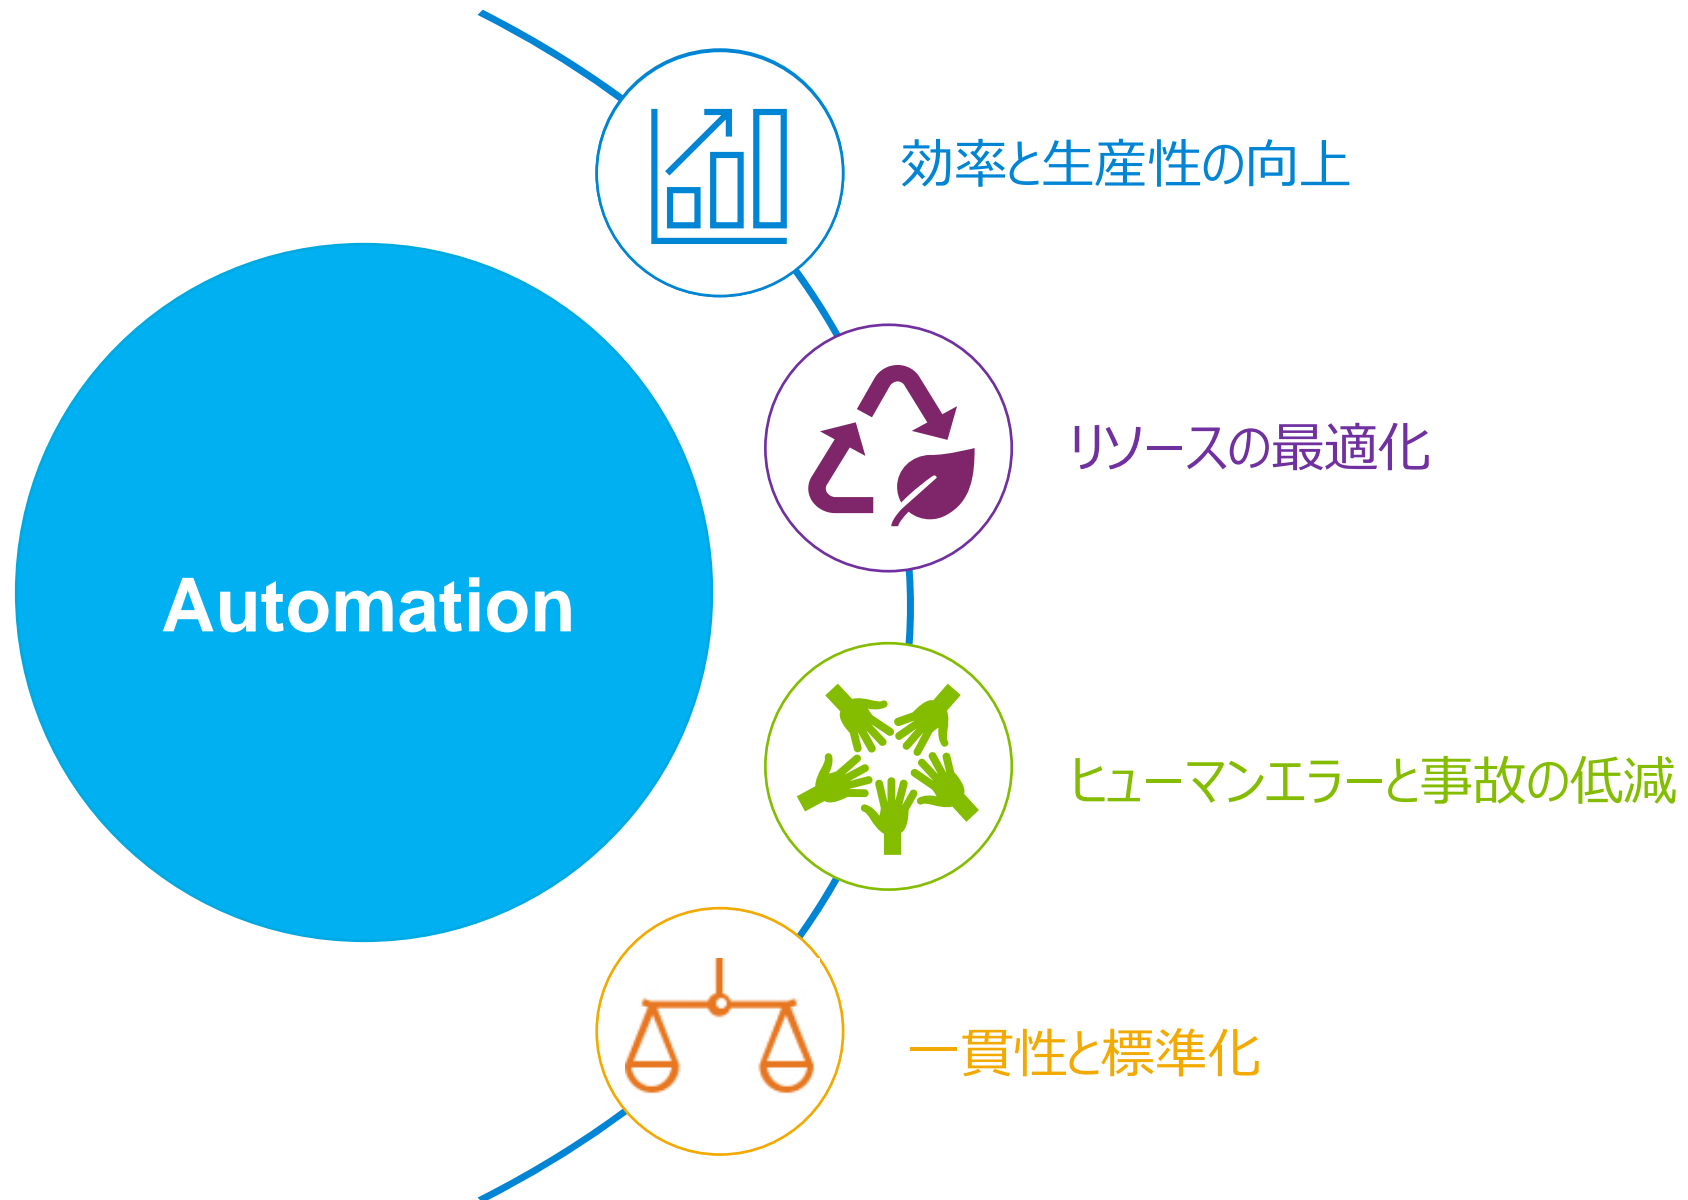 効率と生産性の向上
リソースの最適化
Automation
ヒューマンエラーと事故の低減
一貫性と標準化